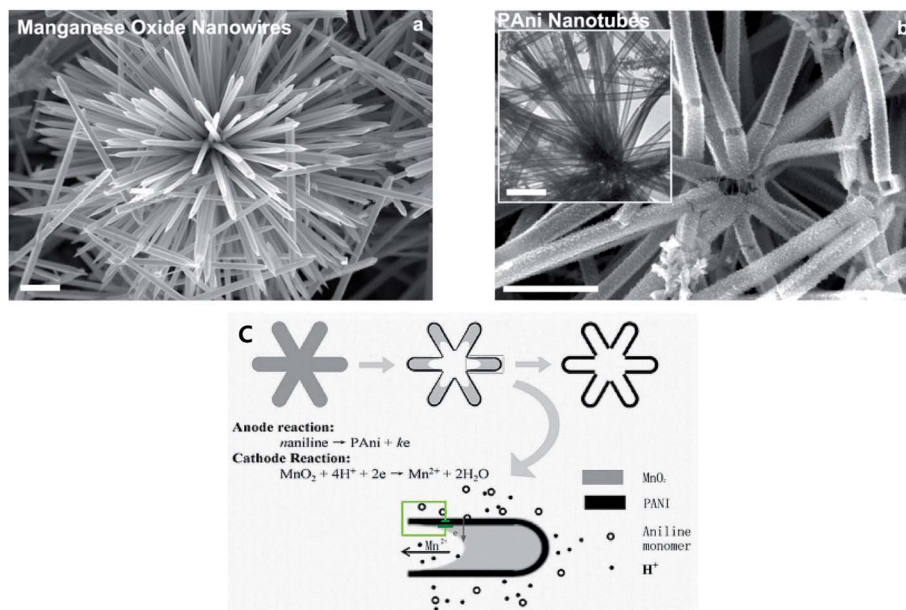 Manganese Oxide Nanowires
a
PAni Nanotubes
b
C
Anode reaction:
naniline → PAni + ke
Cathode Reaction:
MnO₂ + 4H⁺ + 2e → Mn²⁺ + 2H₂O
MnO₂
PANI
Aniline
monomer
H⁺
e
Mn²⁺